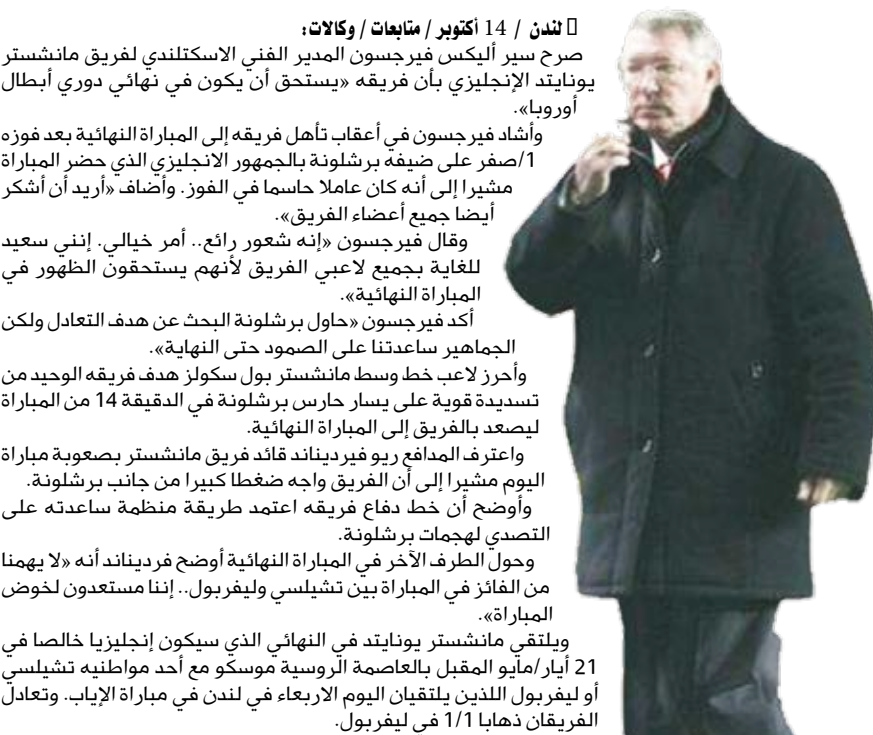 لندن / 14 أكتوبر / متابعات / وكالات:
صرح سير أليكس فيرجسون المدير الفني الاسكتلندي لفريق مانشستر
يونايتد الإنجليزي بأن فريقه «يستحق أن يكون في نهائي دوري أبطال
أوروبا».
وأشاد فيرجسون في أعقاب تأهل فريقه إلى المباراة النهائية بعد فوزه
1/صفر على ضيفه برشلونة بالجمهور الانجليزي الذي حضر المباراة
مشيرا إلى أنه كان عاملا حاسما في الفوز. وأضاف «أريد أن أشكر
أيضا جميع أعضاء الفريق».
وقال فيرجسون «إنه شعور رائع.. أمر خيالي. إنني سعيد
للغاية بجميع لاعبي الفريق لأنهم يستحقون الظهور في
المباراة النهائية».
أكد فيرجسون «حاول برشلونة البحث عن هدف التعادل ولكن
الجماهير ساعدتنا على الصمود حتى النهاية».
وأحرز لاعب خط وسط مانشستر بول سكولز هدف فريقه الوحيد من
تسديدة قوية على يسار حارس برشلونة في الدقيقة 14 من المباراة
ليصعد بالفريق إلى المباراة النهائية.
واعترف المدافع ريو فيرديناند قائد فريق مانشستر بصعوبة مباراة
اليوم مشيرا إلى أن الفريق واجه ضغطا كبيرا من جانب برشلونة.
وأوضح أن خط دفاع فريقه اعتمد طريقة منظمة ساعدته على
التصدي لهجمات برشلونة.
وحول الطرف الآخر في المباراة النهائية أوضح فرديناند أنه «لا يهمنا
من الفائز في المباراة بين تشيلسي وليفربول.. إننا مستعدون لخوض
المباراة».
ويلتقي مانشستر يونايتد في النهائي الذي سيكون إنجليزيا خالصا في
21 أيار/مايو المقبل بالعاصمة الروسية موسكو مع أحد مواطنيه تشيلسي
أو ليفربول اللذين يلتقيان اليوم الاربعاء في لندن في مباراة الإياب. وتعادل
الفريقان ذهابا 1/1 في ليفربول.